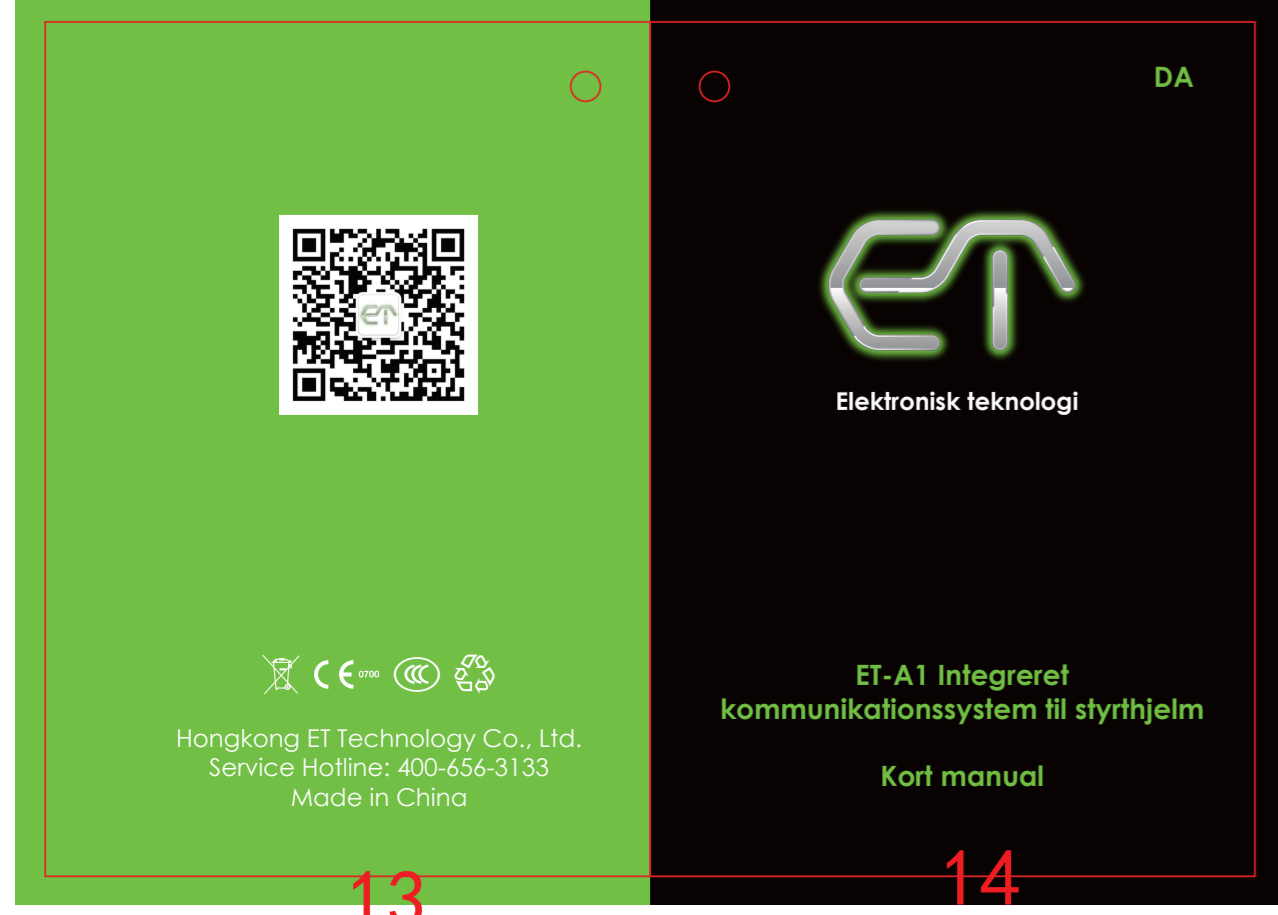 Hongkong ET Technology Co., Ltd.
Service Hotline: 400-656-3133
Made in China
0700
13
DA
ET
Elektronisk teknologi
ET-A1 Integreret
kommunikationssystem til styrthjelm
Kort manual
14